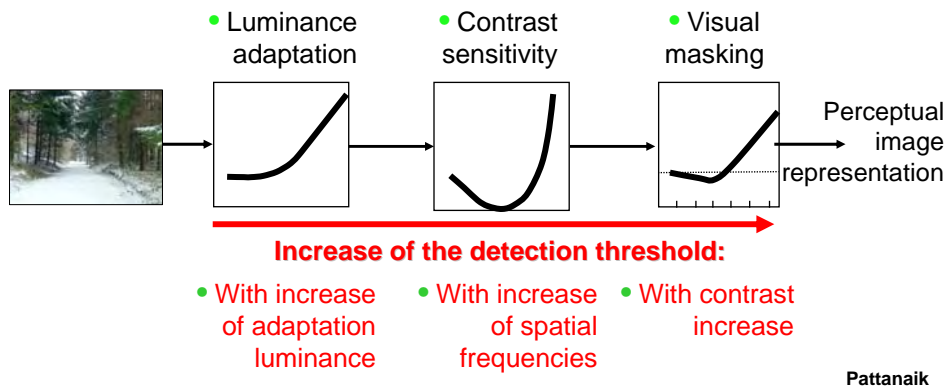 • Luminance
adaptation
• Contrast
sensitivity
• Visual
masking
Perceptual
image
representation
Increase of the detection threshold:
• With increase
of adaptation
luminance
• With increase
of spatial
frequencies
• With contrast
increase
Pattanaik